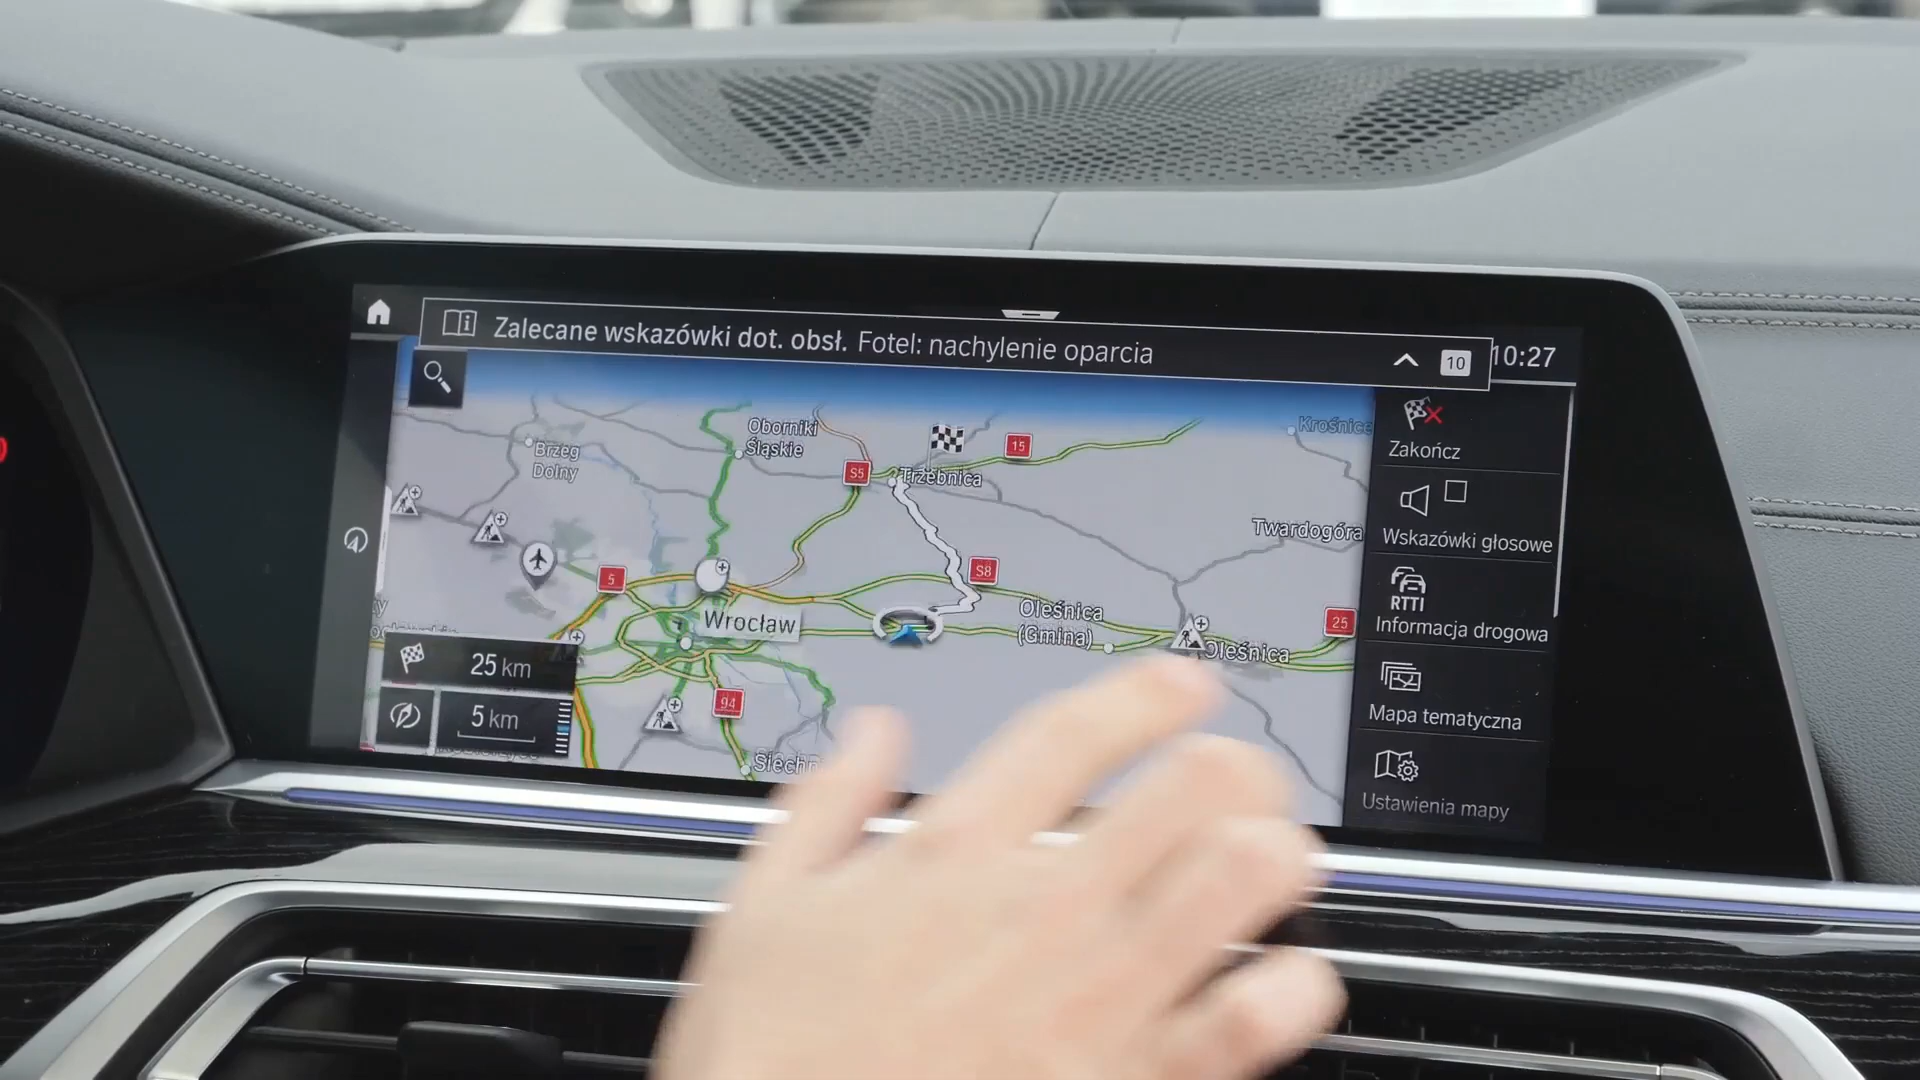 Zalecane wskazówki dot. obsł. Fotel: nachylenie oparcia
10
10:27
Zakończ
Wskazówki głosowe
RTTI
Informacja drogowa
Mapa tematyczna
Ustawienia mapy
Oborniki
Śląskie
Krośnice
15
S5
Trzebnica
Brzeg
Dolny
Twardogóra
S8
5
Oleśnica
(Gmina)
25
Wrocław
Oleśnica
25 km
94
5 km